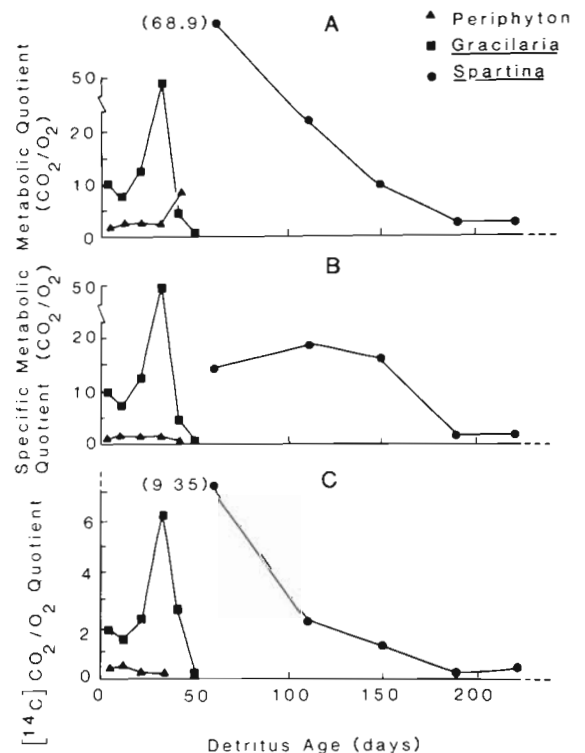 (68.9)
A
▲ Periphyton
■ Gracilaria
● Spartina
Metabolic Quotient
(CO2/O2)
50
20
10
0
B
Specific Metabolic
Quotient (CO2/O2)
50
20
10
0
(9 35)
C
[14C] CO2/O2 Quotient
6
4
2
0
0
50
100
150
200
Detritus Age (days)